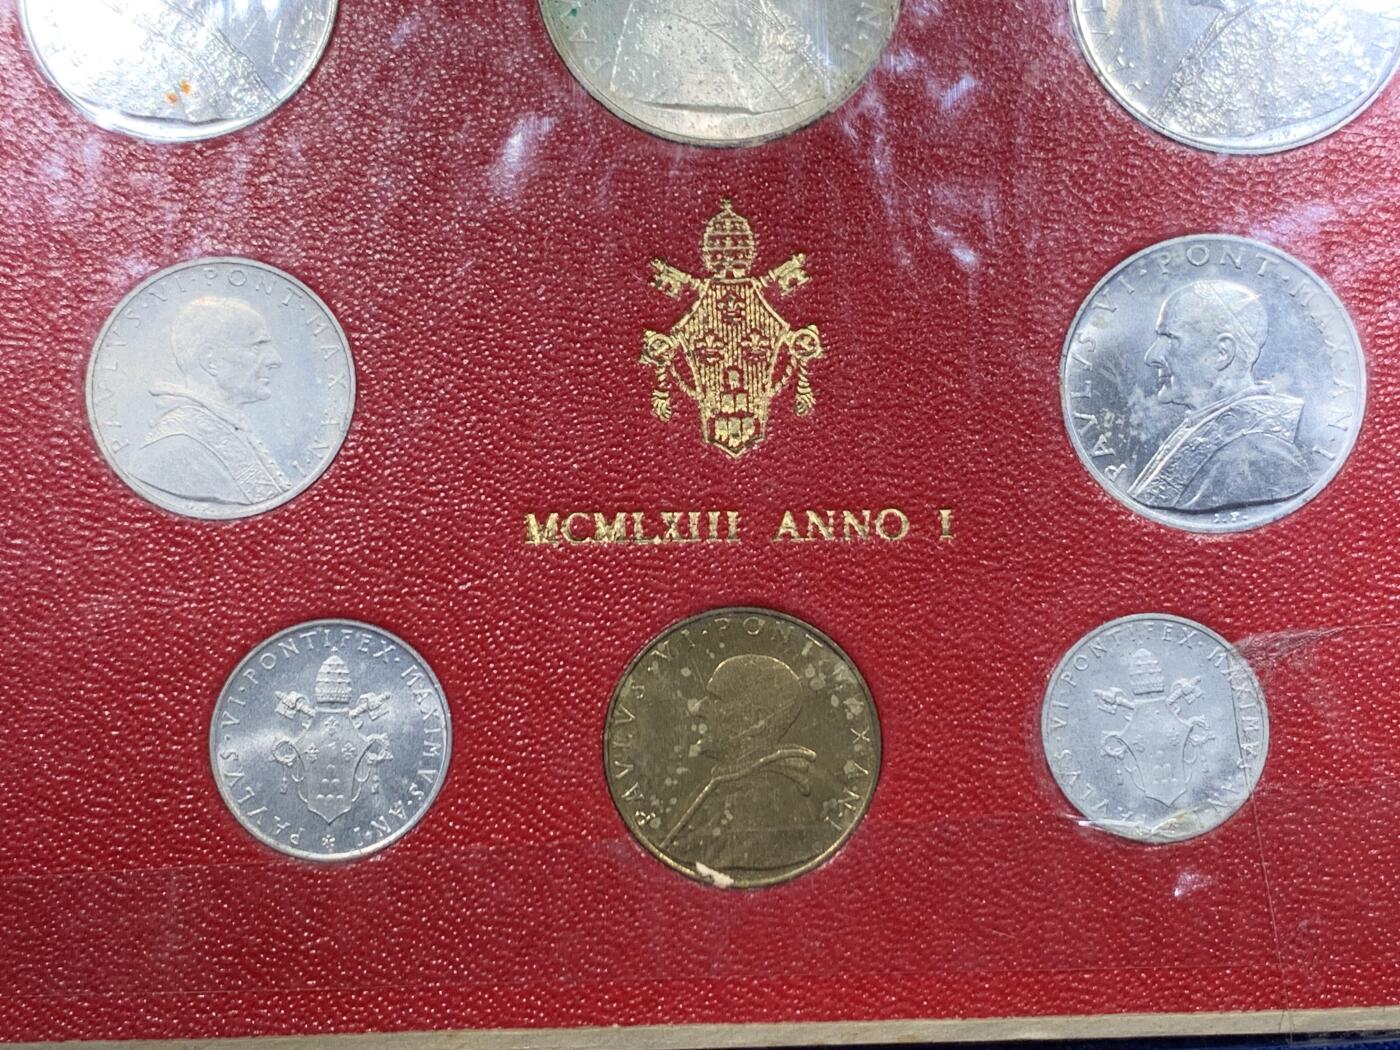 PAVLVS · VI · PONT · MAX · AN · I
PAVLVS · VI · PONT · MAX · AN · I
MCMLXIII ANNO I
PAVLVS · VI · PONTIFEX · MAXIMVS · AN · I
PAVLVS · VI · PONT · MAX · AN · I
PAVLVS · VI · PONTIFEX · MAXIMVS · AN